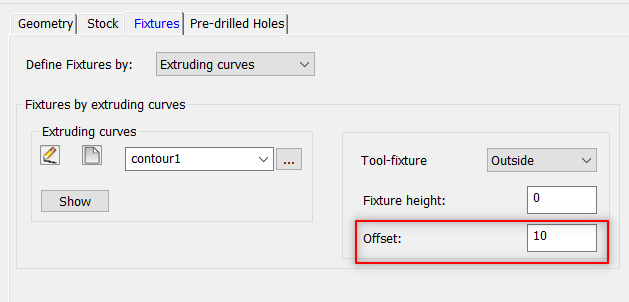 Geometry Stock Fixtures Pre-drilled Holes
Define Fixtures by: Extruding curves
Fixtures by extruding curves
Extruding curves
contour1 ...
Show
Tool-fixture Outside
Fixture height: 0
Offset: 10